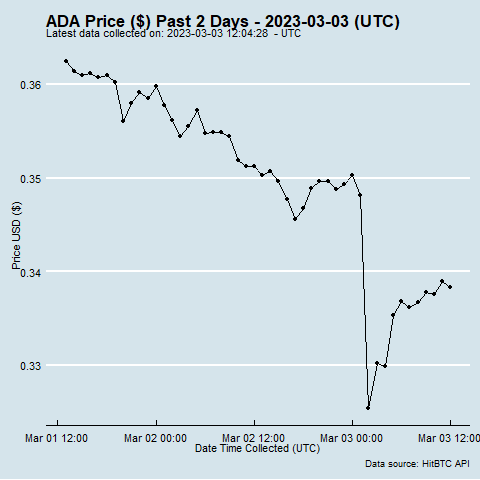 ADA Price ($) Past 2 Days - 2023-03-03 (UTC)
Latest data collected on: 2023-03-03 12:04:28 - UTC
0.36
0.35
0.34
0.33
Price USD ($)
Mar 01 12:00 Mar 02 00:00 Mar 02 12:00 Mar 03 00:00 Mar 03 12:00
Date Time Collected (UTC)
Data source: HitBTC API